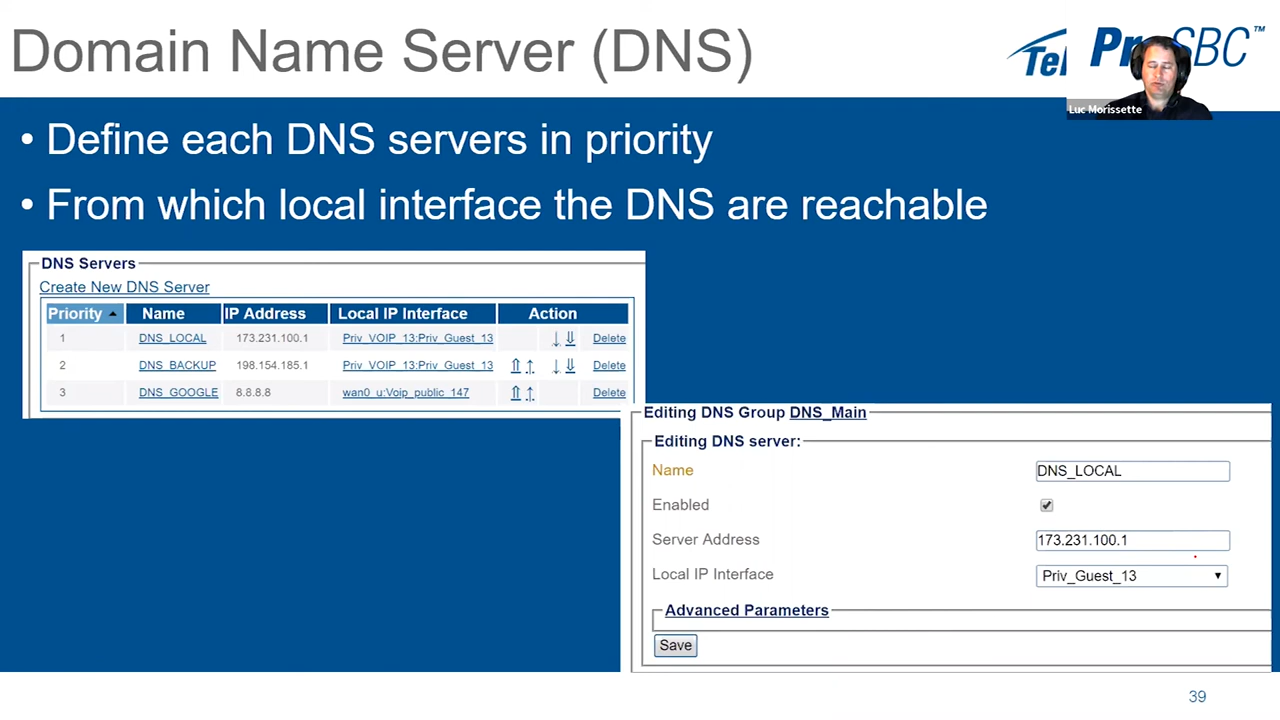 Domain Name Server (DNS)
Tel
SBC™
Luc Morissette
• Define each DNS servers in priority
• From which local interface the DNS are reachable
DNS Servers
Create New DNS Server
Priority Name IP Address Local IP Interface Action
1 DNS_LOCAL 173.231.100.1 Priv_VOIP_13:Priv_Guest_13 ↓ ⇓ Delete
2 DNS_BACKUP 198.154.185.1 Priv_VOIP_13:Priv_Guest_13 ⇑ ↑ ↓ ⇓ Delete
3 DNS_GOOGLE 8.8.8.8 wan0_u:Voip_public_147 ⇑ ↑ Delete
Editing DNS Group DNS_Main
Editing DNS server:
Name DNS_LOCAL
Enabled
Server Address 173.231.100.1
Local IP Interface Priv_Guest_13
Advanced Parameters
Save
39